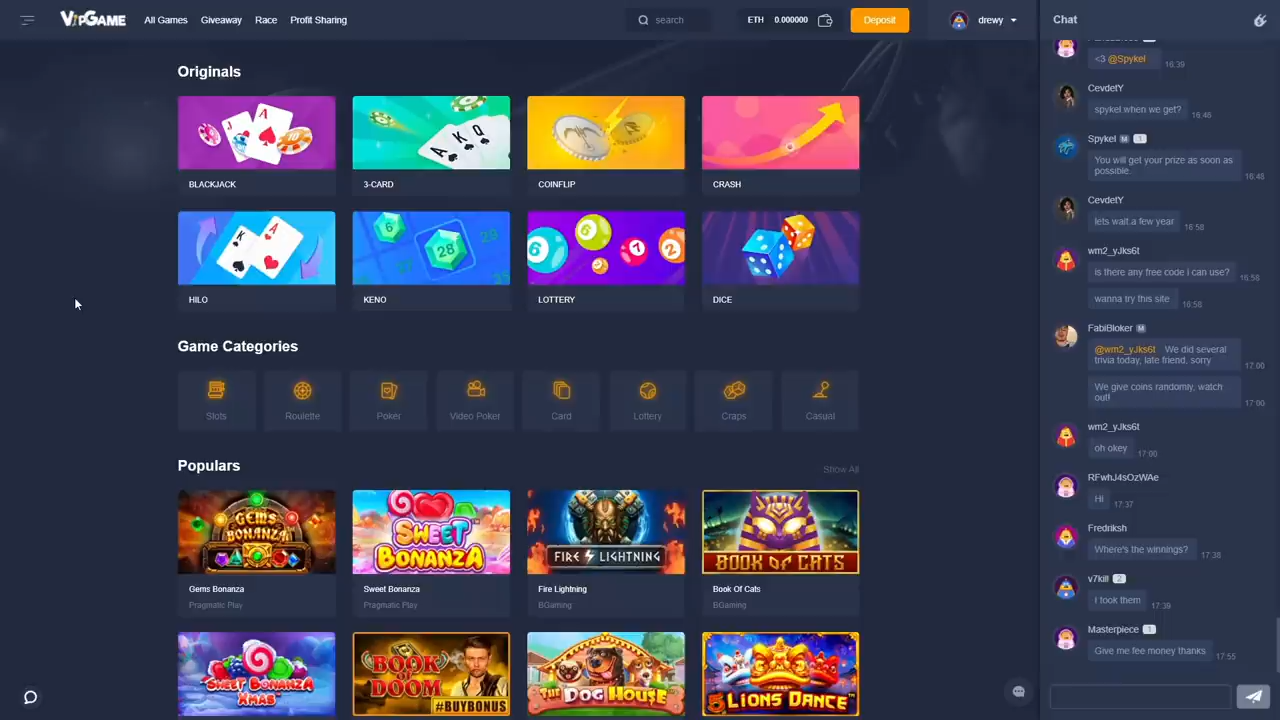 VIPGAME
All Games
Giveaway
Race
Profit Sharing
search
ETH 0.000000
Deposit
drewy
Originals
BLACKJACK
3-CARD
COINFLIP
CRASH
HILO
KENO
LOTTERY
DICE
Game Categories
Slots
Roulette
Poker
Video Poker
Card
Lottery
Craps
Casual
Populars
Show All
GEMS
BONANZA
SWEET
BONANZA
FIRE LIGHTNING
BOOK OF CATS
Gems Bonanza
Pragmatic Play
Sweet Bonanza
Pragmatic Play
Fire Lightning
BGaming
Book Of Cats
BGaming
SWEET BONANZA
XMAS
BOOK
OF
DOOM
#BUYBONUS
THE DOG HOUSE
5 LIONS DANCE™
Chat
<3 @Spykel
16:39
CevdetY
spykel when we get?
16:46
Spykel M 1
You will get your prize as soon as
possible.
16:48
CevdetY
lets wait a few year
16:58
wm2_yJks6t
is there any free code i can use?
16:58
wanna try this site
16:58
FabiBloker M
@wm2_yJks6t We did several
trivia today, late friend, sorry
17:00
We give coins randomly, watch
out!
17:00
wm2_yJks6t
oh okey
17:00
RFwhJ4sOzWAe
Hi
17:37
Fredriksh
Where's the winnings?
17:38
v7kill 2
I took them
17:39
Masterpiece 1
Give me fee money thanks
17:55